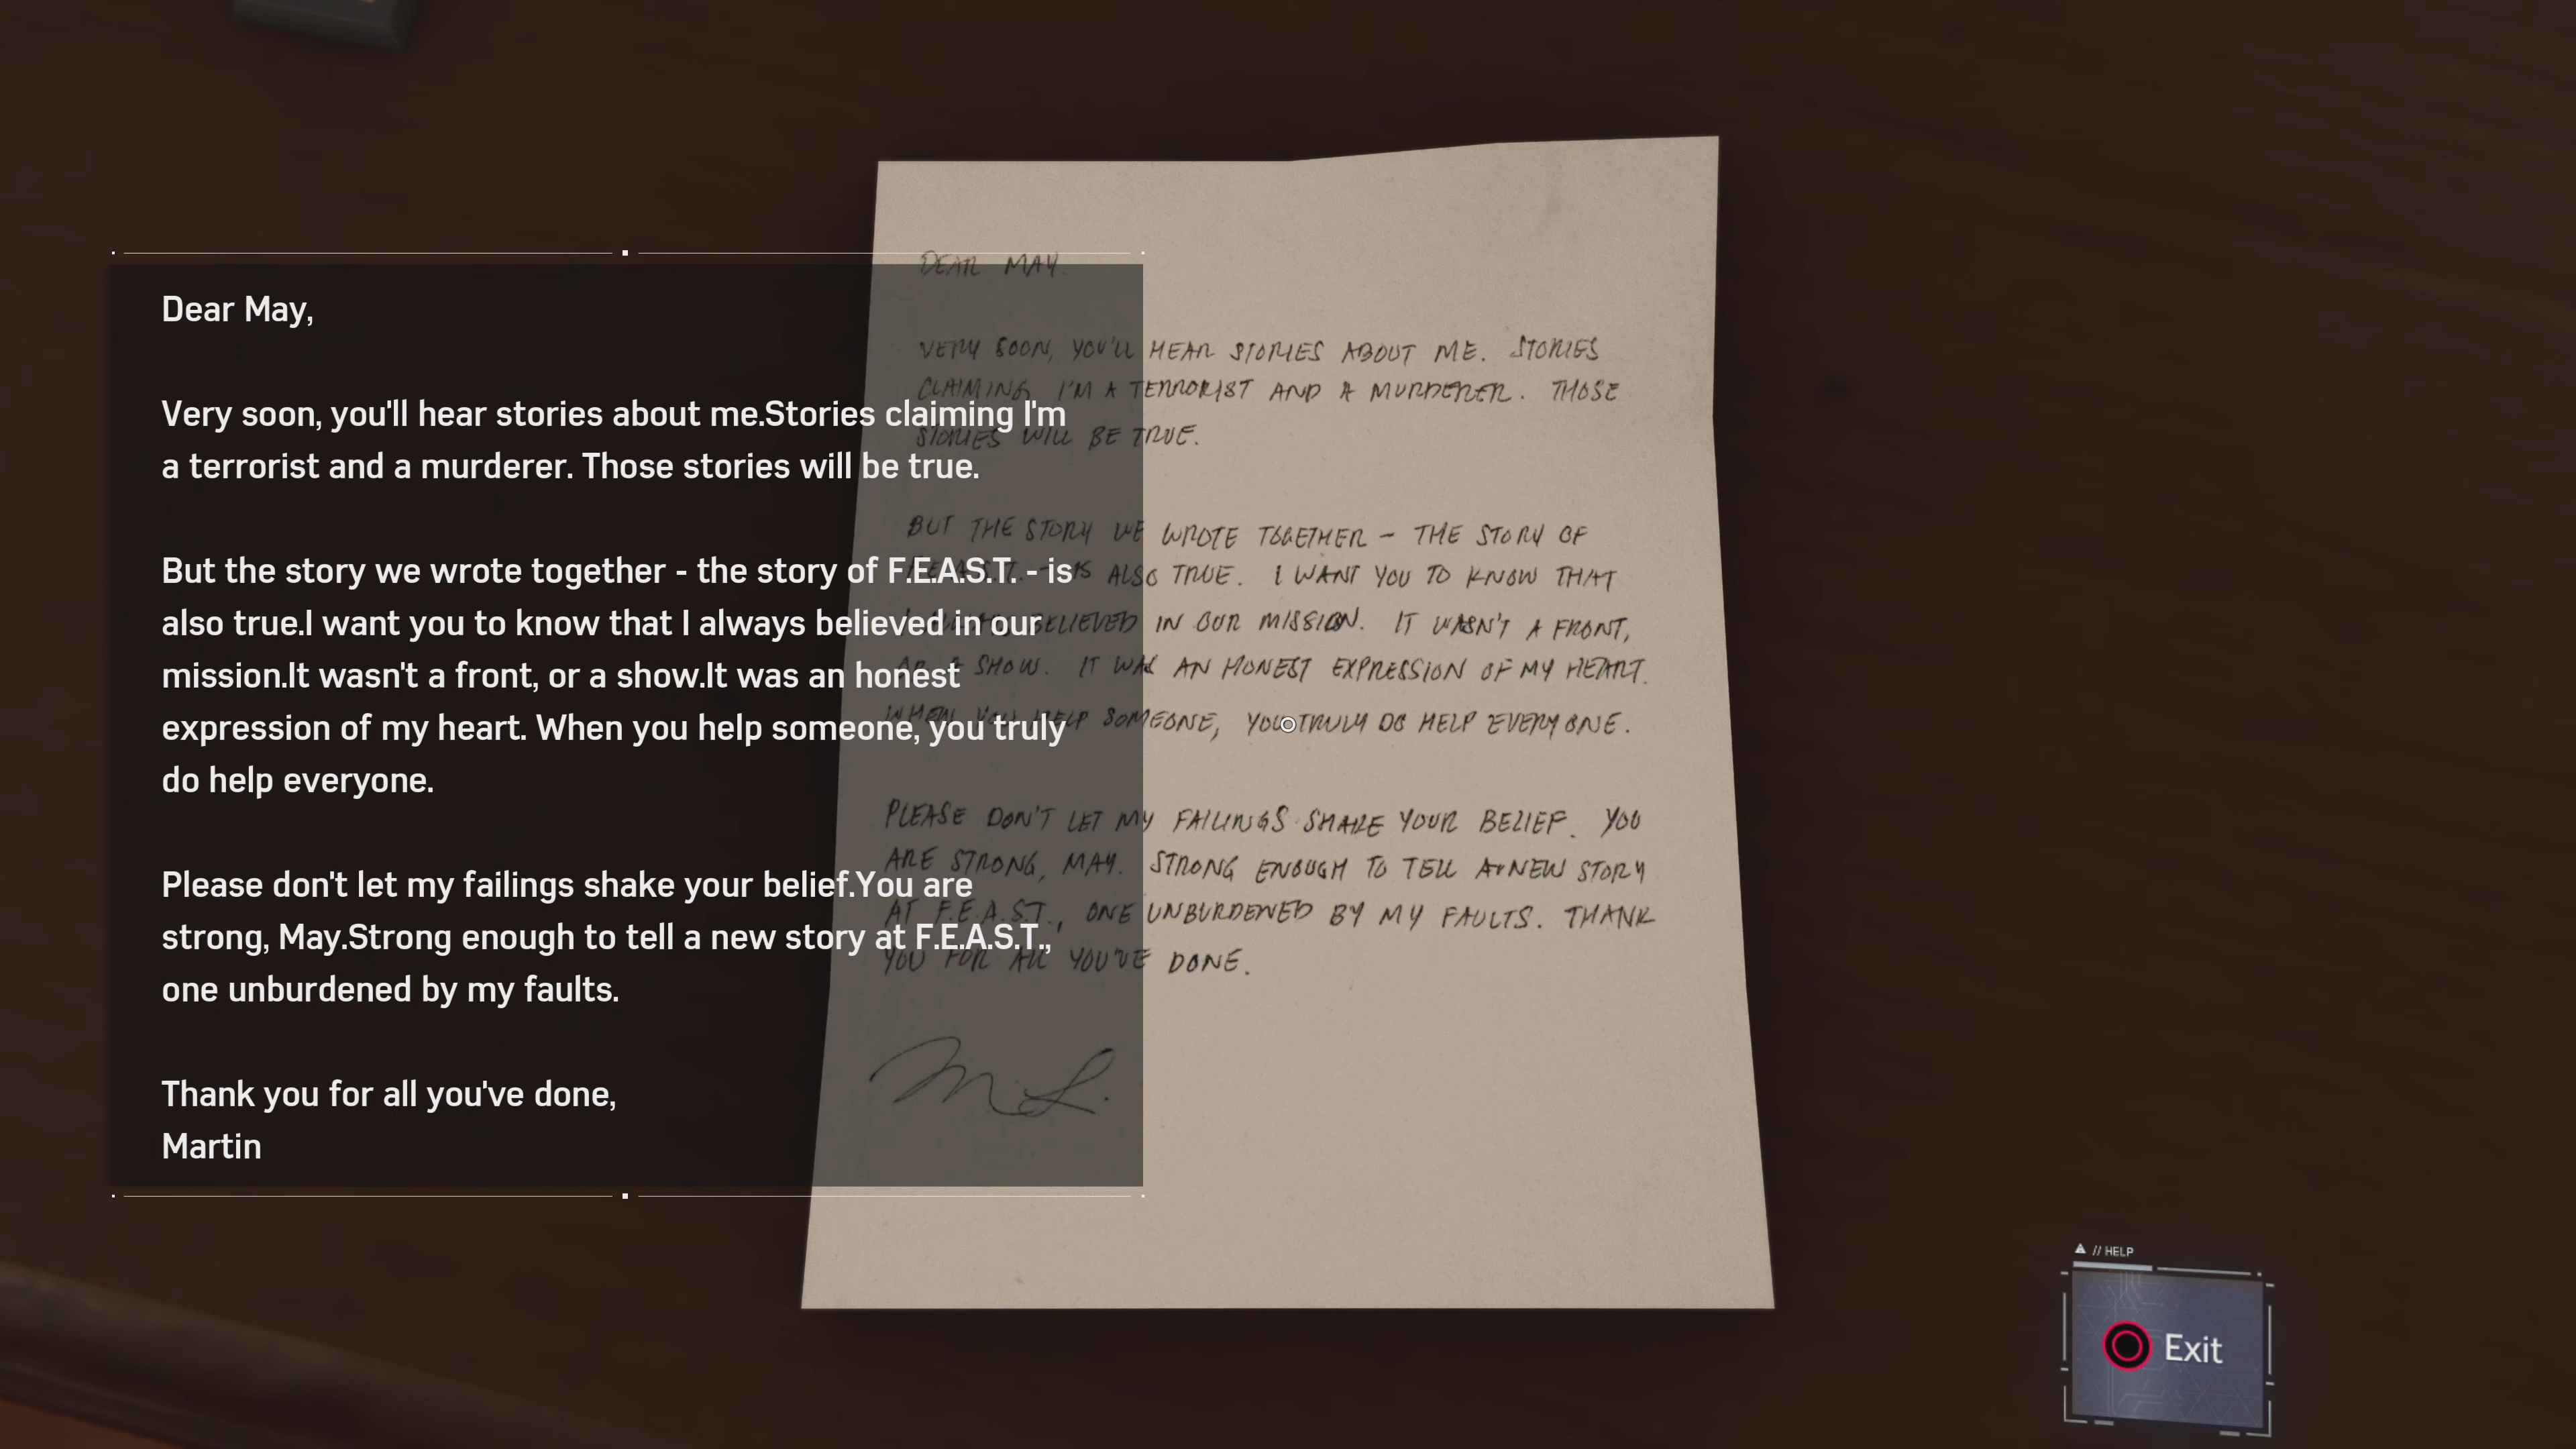 Dear May,
Very soon, you'll hear stories about me.Stories claiming I'm
a terrorist and a murderer. Those stories will be true.
But the story we wrote together - the story of F.E.A.S.T. - is
also true.I want you to know that I always believed in our
mission.It wasn't a front, or a show.It was an honest
expression of my heart. When you help someone, you truly
do help everyone.
Please don't let my failings shake your belief.You are
strong, May.Strong enough to tell a new story at F.E.A.S.T.,
one unburdened by my faults.
Thank you for all you've done,
Martin
DEAR MAY.
VERY SOON, YOU'LL HEAR STORIES ABOUT ME. STORIES
CLAIMING I'M A TERRORIST AND A MURDERER. THOSE
STORIES WILL BE TRUE.
BUT THE STORY WE WROTE TOGETHER - THE STORY OF
F.E.A.S.T. - IS ALSO TRUE. I WANT YOU TO KNOW THAT
I ALWAYS BELIEVED IN OUR MISSION. IT WASN'T A FRONT,
OR A SHOW. IT WAS AN HONEST EXPRESSION OF MY HEART.
WHEN YOU HELP SOMEONE, YOU TRULY DO HELP EVERYONE.
PLEASE DON'T LET MY FAILINGS SHAKE YOUR BELIEF. YOU
ARE STRONG, MAY. STRONG ENOUGH TO TELL A NEW STORY
AT F.E.A.S.T., ONE UNBURDENED BY MY FAULTS. THANK
YOU FOR ALL YOU'VE DONE.
M L.
// HELP
Exit